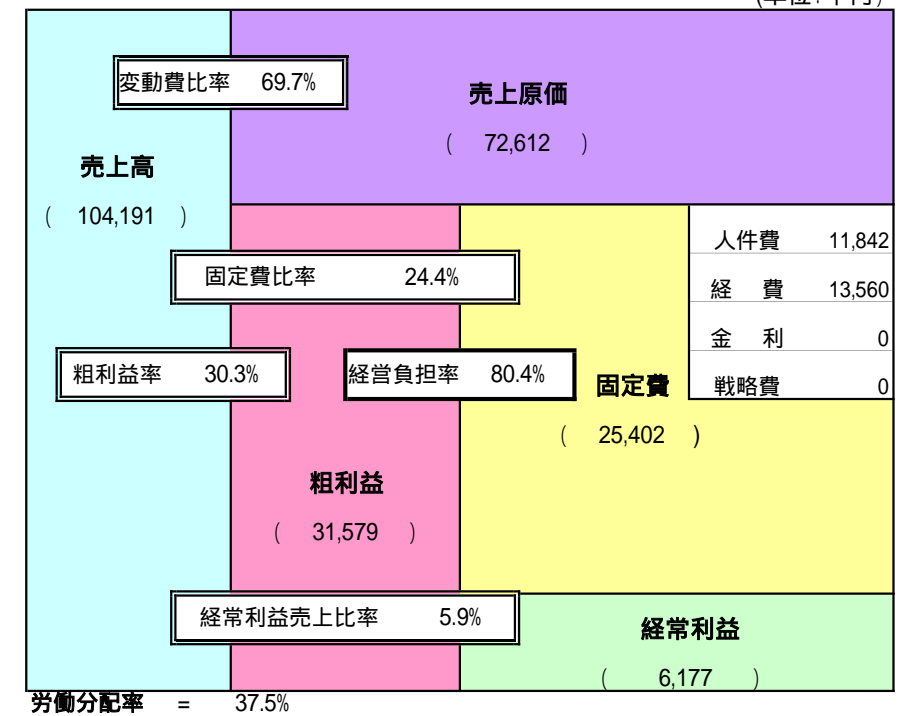 変動費比率 69.7%
売上原価
( 72,612 )
売上高
( 104,191 )
人件費 11,842
固定費比率 24.4%
経 費 13,560
金 利 0
粗利益率 30.3%
経営負担率 80.4%
固定費
戦略費 0
( 25,402 )
粗利益
( 31,579 )
経常利益売上比率 5.9%
経常利益
( 6,177 )
労働分配率 = 37.5%